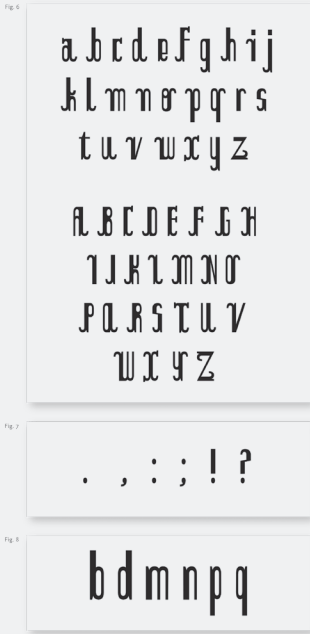 Fig. 6
a b c d e f g h i j
k l m n o p q r s
t u v w x y z
A B C D E F G H
I J K L M N O
P Q R S T U V
W X Y Z
Fig. 7
. , : ; ! ?
Fig. 8
b d m n p q